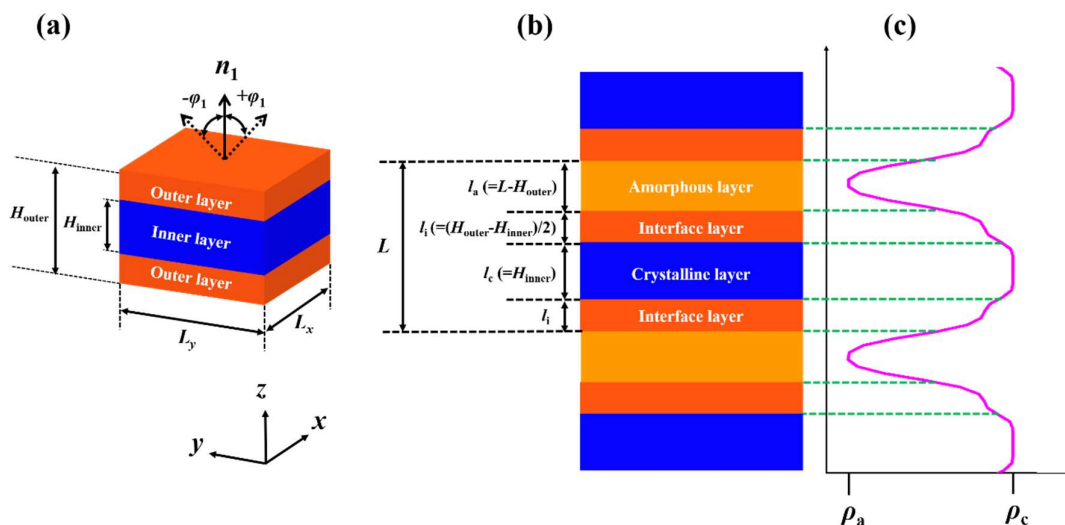 (a)
n1
-φ1
+φ1
Outer layer
Inner layer
Outer layer
Houter
Hinner
Ly
Lx
z
x
y
(b)
L
la (=L-Houter)
li (=(Houter-Hinner)/2)
lc (=Hinner)
li
Amorphous layer
Interface layer
Crystalline layer
Interface layer
(c)
ρa
ρc